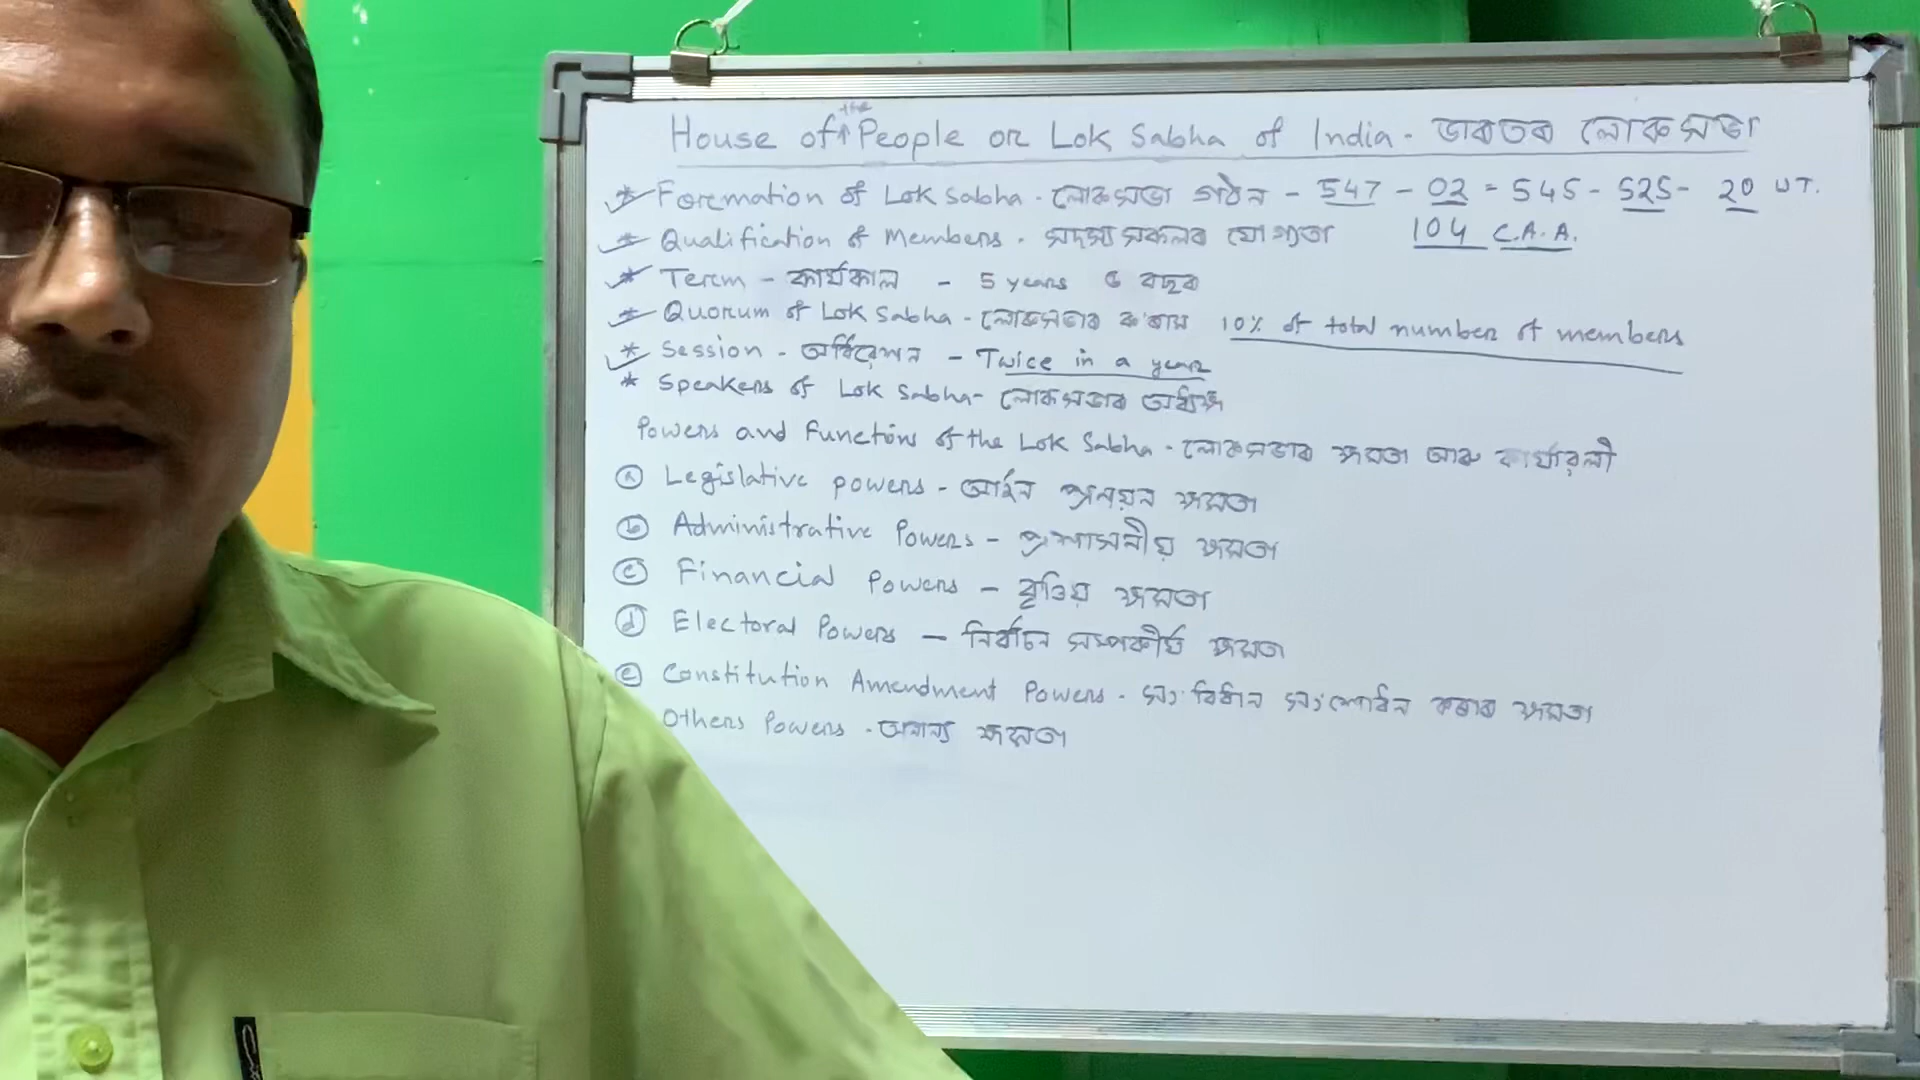 House of the People or Lok Sabha of India - ভাৰতৰ লোকসভা
* Formation of Lok Sabha - লোকসভা গঠন - 547 - 02 = 545 - 525 - 20 UT.
* Qualification of Members - সদস্য সকলৰ যোগ্যতা 104 C.A.A.
* Term - কাৰ্যকাল - 5 years ৫ বছৰ
* Quorum of Lok Sabha - লোকসভাৰ ক'ৰাম 10% of total number of members
* Session - অধিৱেশন - Twice in a year
* Speakers of Lok Sabha - লোকসভাৰ অধ্যক্ষ
Powers and Functions of the Lok Sabha - লোকসভাৰ ক্ষমতা আৰু কাৰ্যাৱলী
(a) Legislative powers - আইন প্ৰনয়ন ক্ষমতা
(b) Administrative Powers - প্ৰশাসনীয় ক্ষমতা
(c) Financial Powers - বৃত্তিয় ক্ষমতা
(d) Electoral Powers - নিৰ্বাচন সম্পৰ্কীয় ক্ষমতা
(e) Constitution Amendment Powers - সংবিধান সংশোধন কৰাৰ ক্ষমতা
Others Powers - অনান্য ক্ষমতা